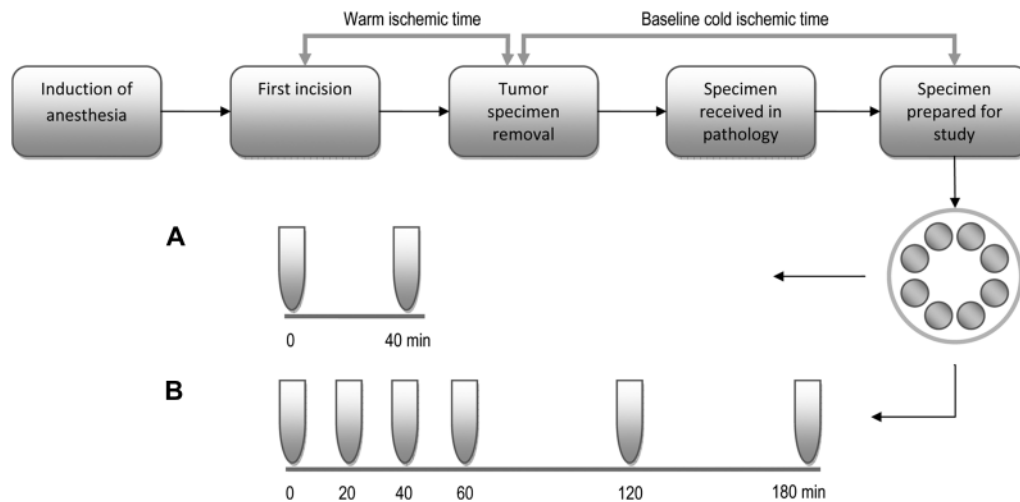 Warm ischemic time
Baseline cold ischemic time
Induction of
anesthesia
First incision
Tumor
specimen
removal
Specimen
received in
pathology
Specimen
prepared for
study
A
0
40 min
B
0
20
40
60
120
180 min